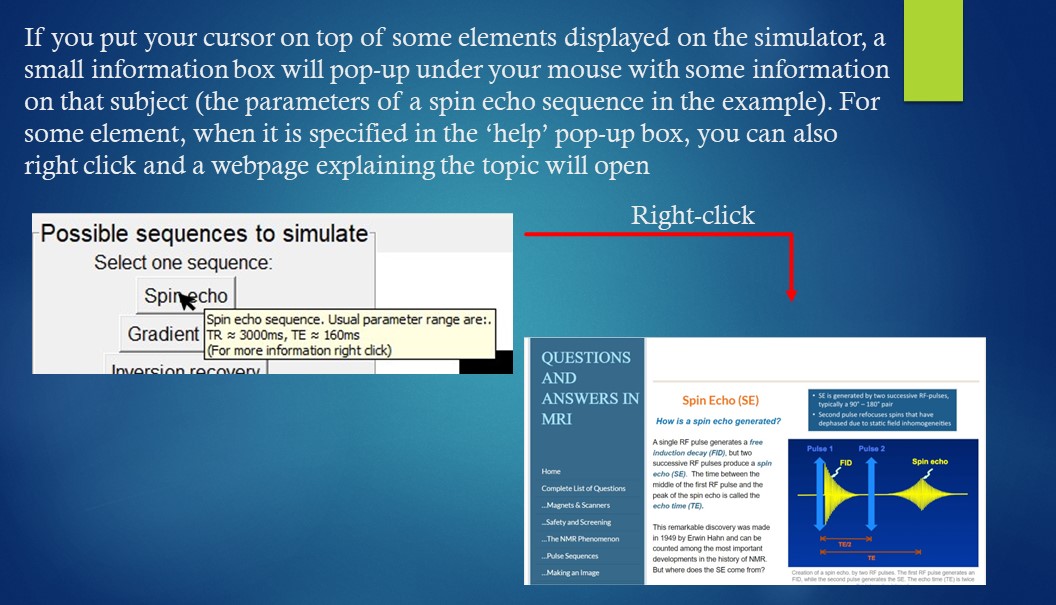 If you put your cursor on top of some elements displayed on the simulator, a
small information box will pop-up under your mouse with some information
on that subject (the parameters of a spin echo sequence in the example). For
some element, when it is specified in the ‘help’ pop-up box, you can also
right click and a webpage explaining the topic will open
Possible sequences to simulate
Select one sequence:
Spin echo
Gradient
Spin echo sequence. Usual parameter range are:.
TR ≈ 3000ms, TE ≈ 160ms
(For more information right click)
Inversion recovery
Right-click
QUESTIONS
AND
ANSWERS IN
MRI
Home
Complete List of Questions
...Magnets & Scanners
...Safety and Screening
...The NMR Phenomenon
...Pulse Sequences
...Making an Image
Spin Echo (SE)
How is a spin echo generated?
A single RF pulse generates a free
induction decay (FID), but two
successive RF pulses produce a spin
echo (SE). The time between the
middle of the first RF pulse and the
peak of the spin echo is called the
echo time (TE).
This remarkable discovery was made
in 1949 by Erwin Hahn and can be
counted among the most important
developments in the history of NMR.
But where does the SE come from?
• SE is generated by two successive RF-pulses,
typically a 90° – 180° pair
• Second pulse refocuses spins that have
dephased due to static field inhomogeneities
Pulse 1
Pulse 2
FID
Spin echo
TE/2
TE
Creation of a spin echo, by two RF pulses. The first RF pulse generates an
FID, while the second pulse generates the SE. The echo time (TE) is twice